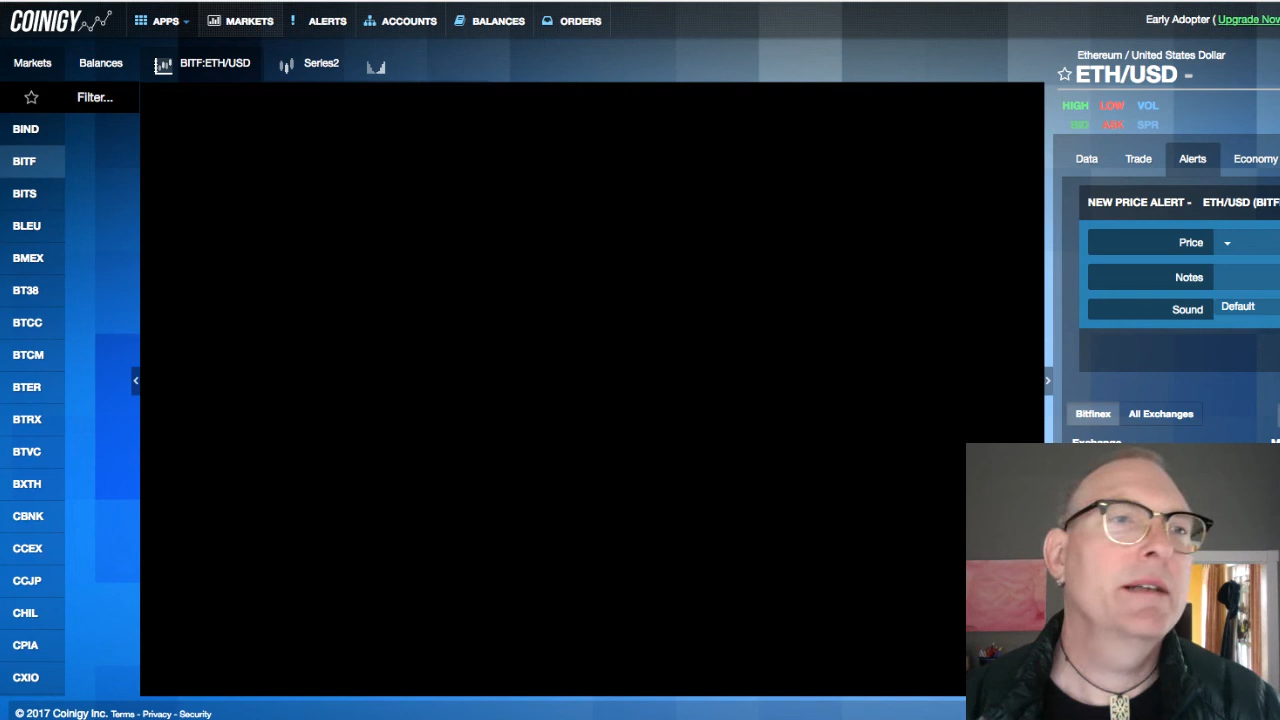 COINIGY APPS MARKETS ! ALERTS ACCOUNTS BALANCES ORDERS Early Adopter ( Upgrade Now
Markets Balances BITF:ETH/USD Series2
Ethereum / United States Dollar
ETH/USD -
Filter...
HIGH LOW VOL
BID ASK SPR
Data Trade Alerts Economy
NEW PRICE ALERT - ETH/USD (BITF
Price
Notes
Sound Default
Bitfinex All Exchanges
Exchange
BIND
BITF
BITS
BLEU
BMEX
BT38
BTCC
BTCM
BTER
BTRX
BTVC
BXTH
CBNK
CCEX
CCJP
CHIL
CPIA
CXIO
© 2017 Coinigy Inc. Terms - Privacy - Security